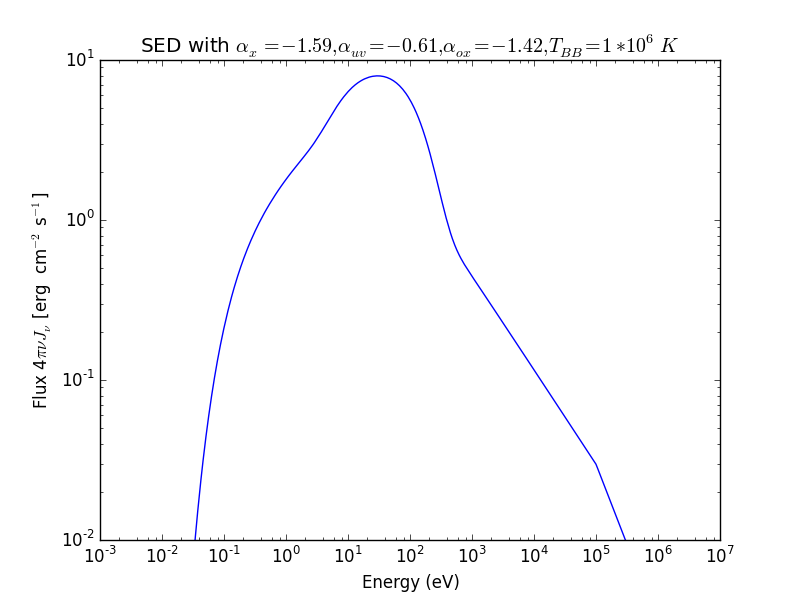 SED with α_x =−1.59,α_uv=−0.61,α_ox=−1.42,T_BB=1*10^6 K
Flux 4πνJ_ν [erg cm^−2 s^−1]
10^1
10^0
10^-1
10^-2
10^-3 10^-2 10^-1 10^0 10^1 10^2 10^3 10^4 10^5 10^6 10^7
Energy (eV)